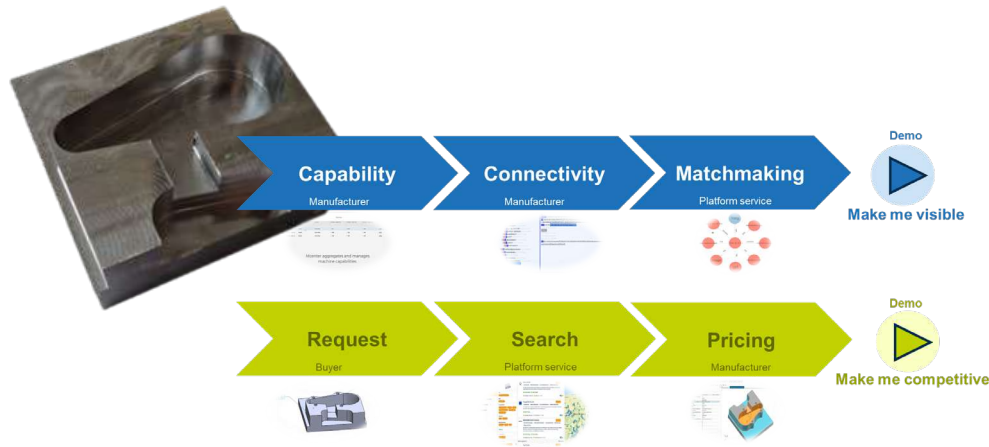 Demo
Capability
Connectivity
Matchmaking
Manufacturer
Manufacturer
Platform service
Make me visible
Monitor aggregates and manages
machine capabilities.
Demo
Request
Search
Pricing
Buyer
Platform service
Manufacturer
Make me competitive